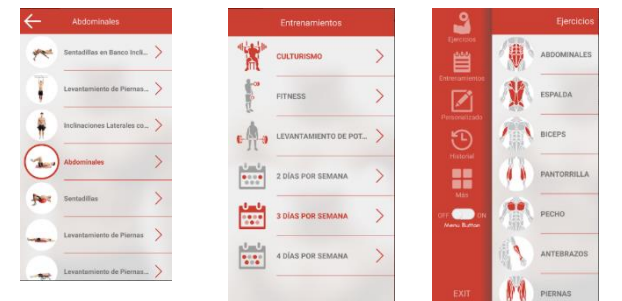 Abdominales
Sentadillas en Banco Incli...
Levantamiento de Piernas...
Inclinaciones Laterales co...
Abdominales
Sentadillas
Levantamiento de Piernas
Levantamiento de Piernas...
Entrenamientos
CULTURISMO
FITNESS
LEVANTAMIENTO DE POT...
2 DÍAS POR SEMANA
3 DÍAS POR SEMANA
4 DÍAS POR SEMANA
Ejercicios
Entrenamientos
Personalizado
Historial
Más
OFF ON
Menu Button
EXIT
Ejercicios
ABDOMINALES
ESPALDA
BICEPS
PANTORRILLA
PECHO
ANTEBRAZOS
PIERNAS